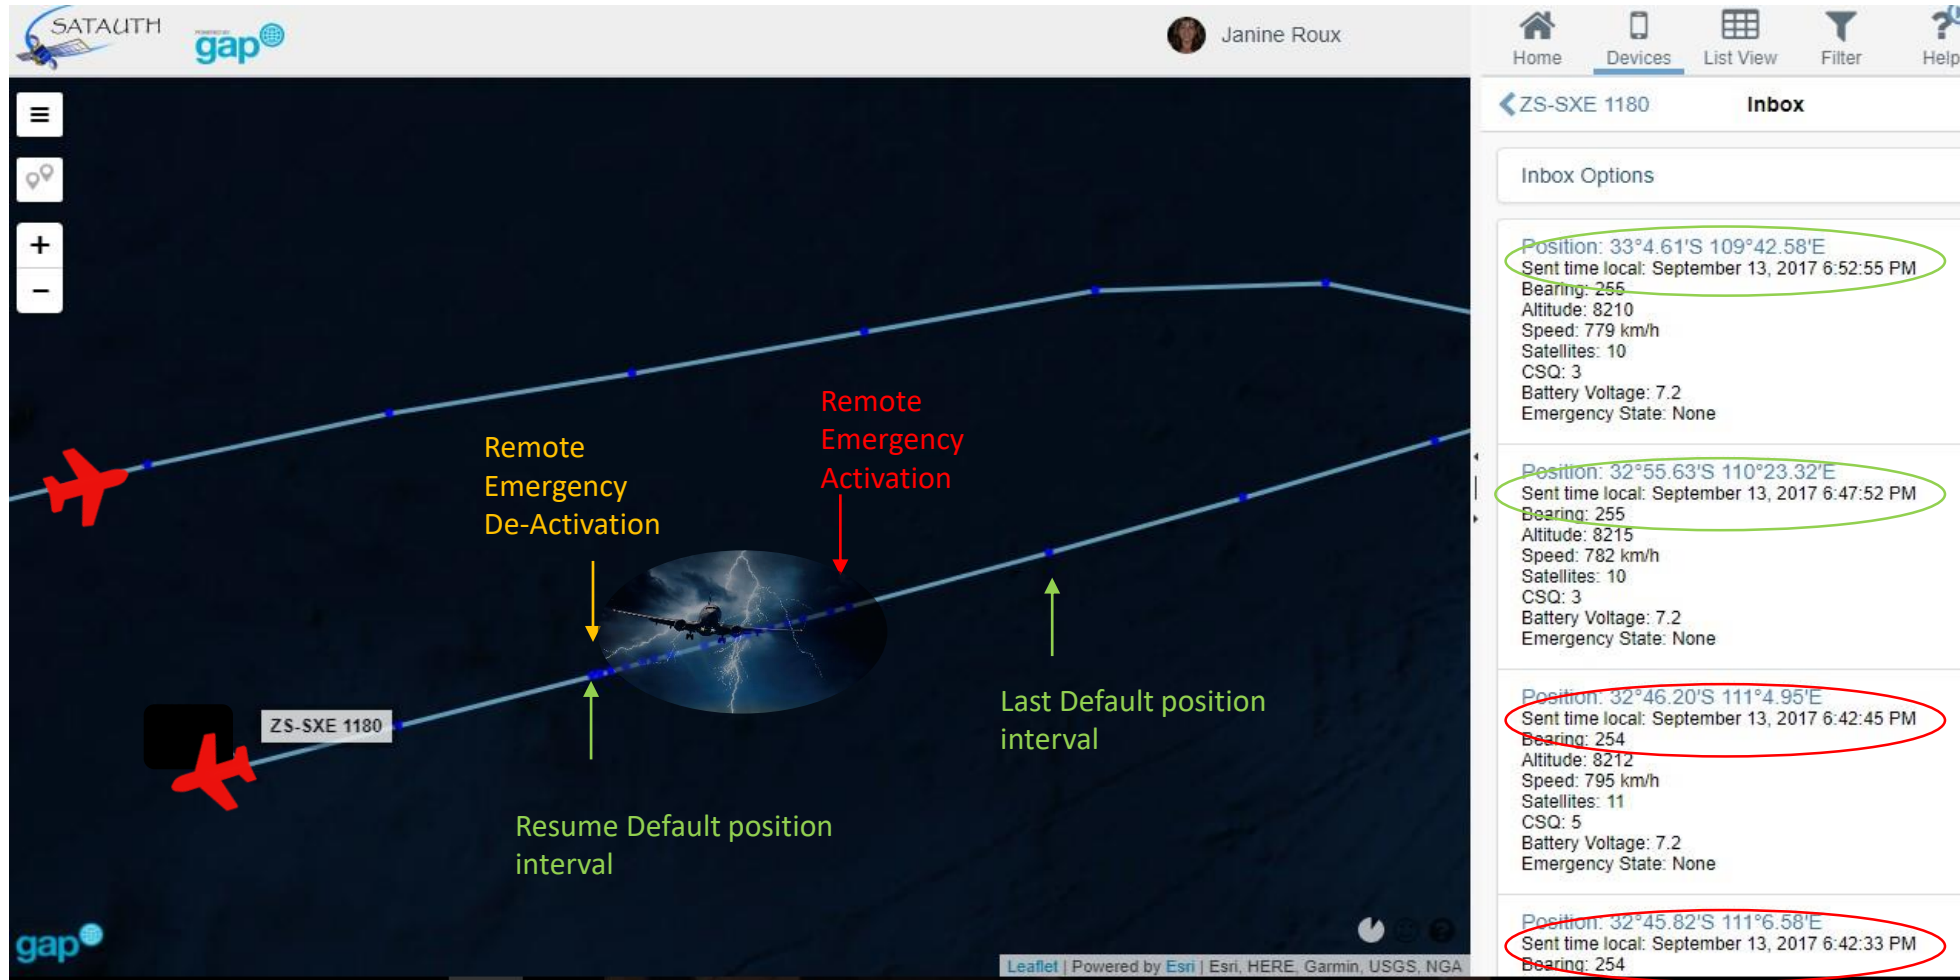 SATAUTH
POWERED BY
gap
Janine Roux
Home
Devices
List View
Filter
Help
ZS-SXE 1180
Inbox
Inbox Options
Position: 33°4.61'S 109°42.58'E
Sent time local: September 13, 2017 6:52:55 PM
Bearing: 255
Altitude: 8210
Speed: 779 km/h
Satellites: 10
CSQ: 3
Battery Voltage: 7.2
Emergency State: None
Position: 32°55.63'S 110°23.32'E
Sent time local: September 13, 2017 6:47:52 PM
Bearing: 255
Altitude: 8215
Speed: 782 km/h
Satellites: 10
CSQ: 3
Battery Voltage: 7.2
Emergency State: None
Position: 32°46.20'S 111°4.95'E
Sent time local: September 13, 2017 6:42:45 PM
Bearing: 254
Altitude: 8212
Speed: 795 km/h
Satellites: 11
CSQ: 5
Battery Voltage: 7.2
Emergency State: None
Position: 32°45.82'S 111°6.58'E
Sent time local: September 13, 2017 6:42:33 PM
Bearing: 254
+
−
Remote
Emergency
Activation
Remote
Emergency
De-Activation
Last Default position
interval
ZS-SXE 1180
Resume Default position
interval
gap
Leaflet | Powered by Esri | Esri, HERE, Garmin, USGS, NGA